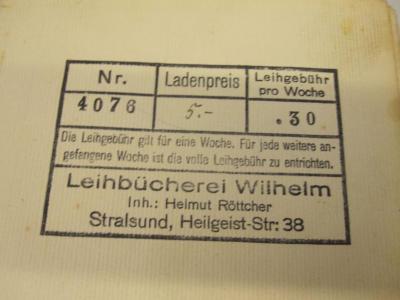 Nr. Ladenpreis Leihgebühr pro Woche
4076 5.- .30
Die Leihgebühr gilt für eine Woche. Für jede weitere an-
gefangene Woche ist die volle Leihgebühr zu entrichten.
Leihbücherei Wilhelm
Inh.: Helmut Röttcher
Stralsund, Heilgeist-Str: 38